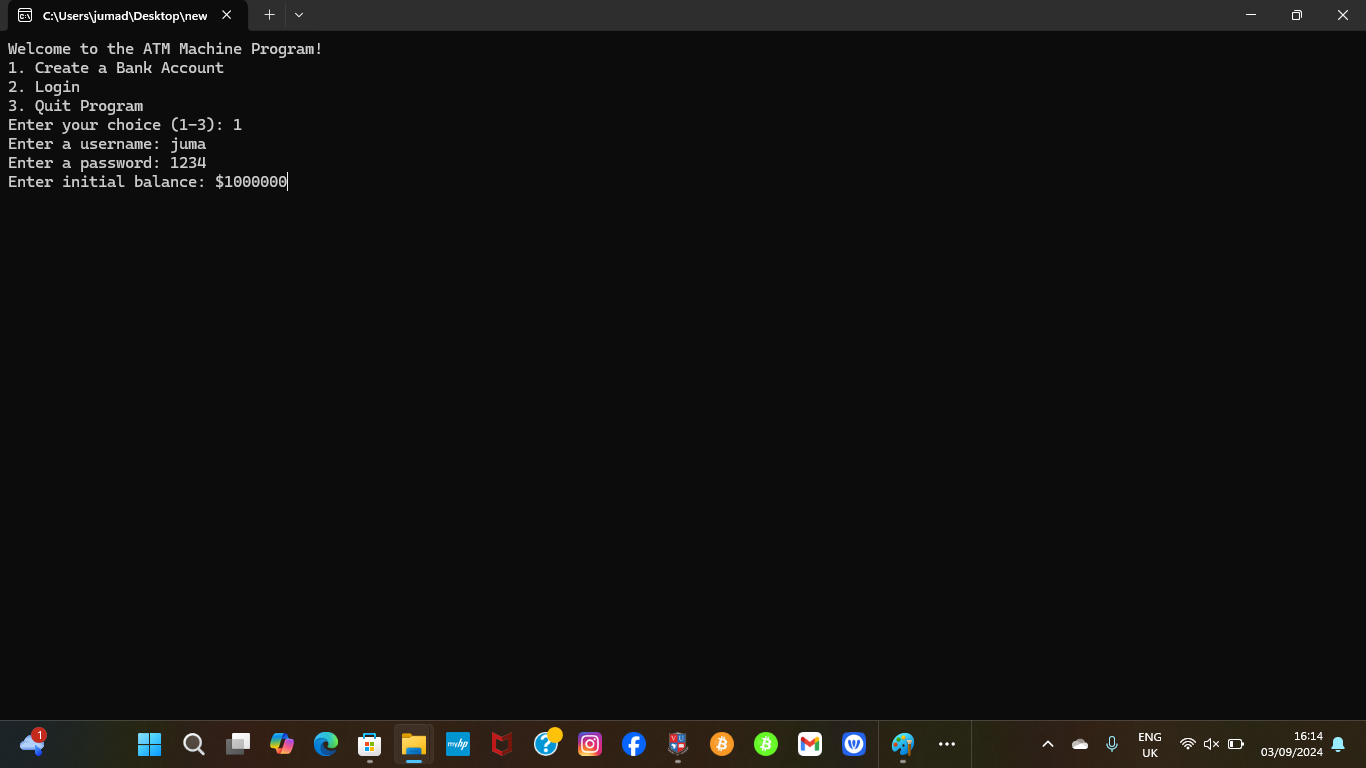 C:\Users\jumad\Desktop\new
Welcome to the ATM Machine Program!
1. Create a Bank Account
2. Login
3. Quit Program
Enter your choice (1-3): 1
Enter a username: juma
Enter a password: 1234
Enter initial balance: $1000000
1
myhp
ENG
UK
16:14
03/09/2024